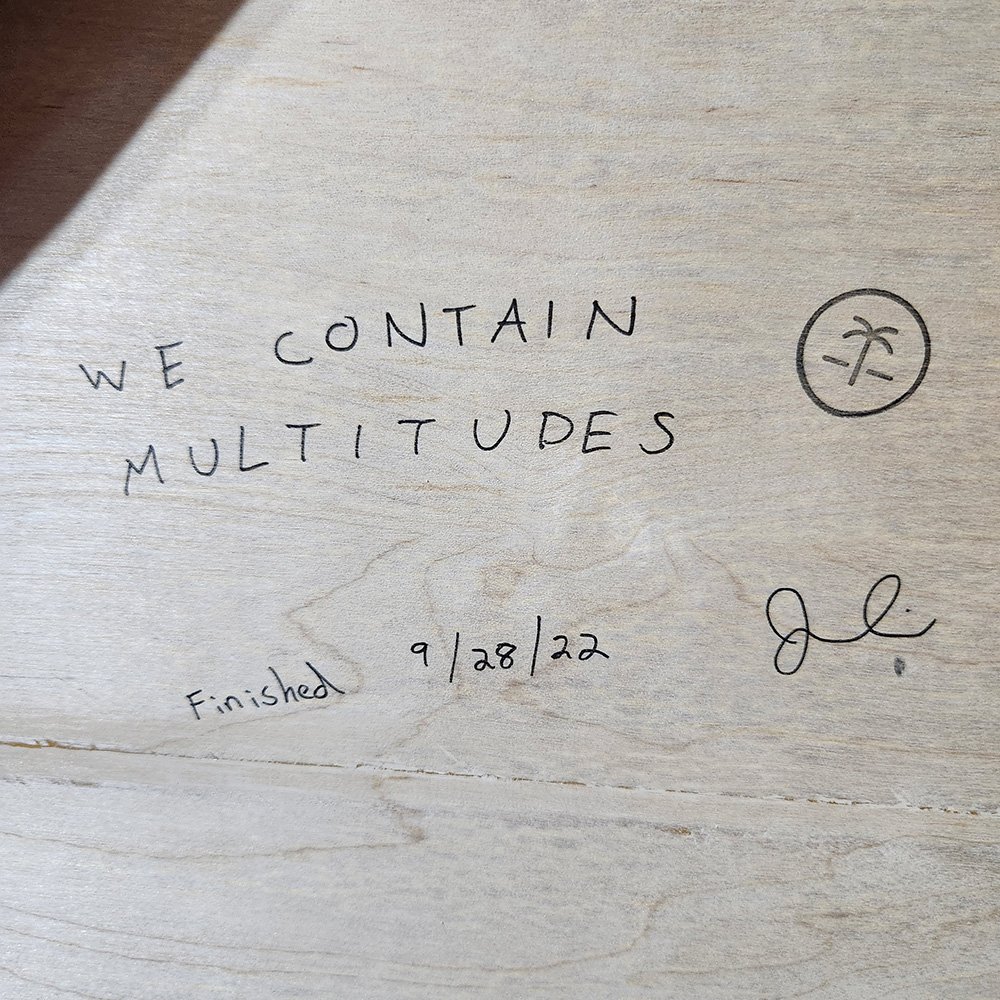 WE CONTAIN
MULTITUDES
Finished 9/28/22